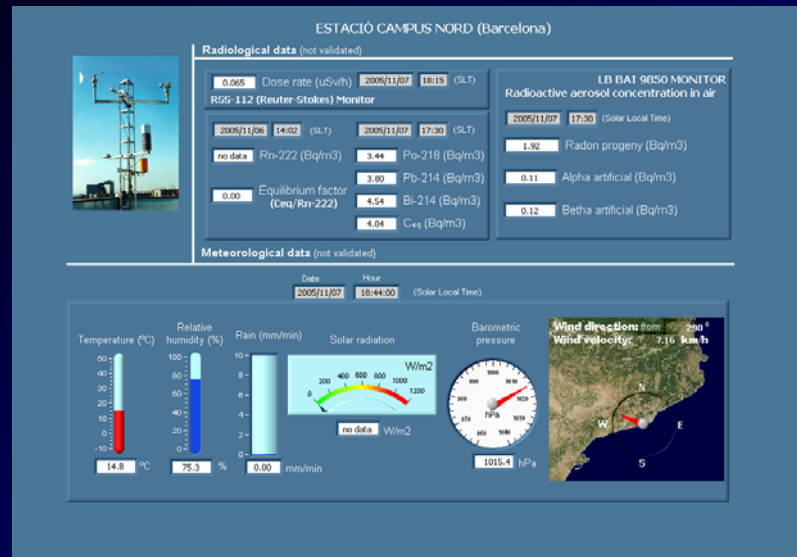 ESTACIÓ CAMPUS NORD (Barcelona)
Radiological data (not validated)
0.065 Dose rate (uSv/h) 2005/11/07 18:15 (SLT)
RSS-112 (Reuter-Stokes) Monitor
2005/11/06 14:02 (SLT)
no data Rn-222 (Bq/m3)
0.00 Equilibrium factor
(Ceq/Rn-222)
2005/11/07 17:30 (SLT)
3.44 Po-218 (Bq/m3)
3.80 Pb-214 (Bq/m3)
4.54 Bi-214 (Bq/m3)
4.04 Ceq (Bq/m3)
LB BAI 9850 MONITOR
Radioactive aerosol concentration in air
2005/11/07 17:30 (Solar Local Time)
1.92 Radon progeny (Bq/m3)
0.11 Alpha artificial (Bq/m3)
0.12 Betha artificial (Bq/m3)
Meteorological data (not validated)
Date Hour
2005/11/07 18:44:00 (Solar Local Time)
Temperature (ºC)
50
40
30
20
10
0
-10
14.8 ºC
Relative
humidity (%)
100
80
60
40
20
0
75.3 %
Rain (mm/min)
10
8
6
4
2
0
0.00 mm/min
Solar radiation
W/m2
0 200 400 600 800 1000 1200
no data W/m2
Barometric
pressure
hPa
1015.4 hPa
Wind direction: from 290 º
Wind velocity: 7.16 km/h
N
W E
S